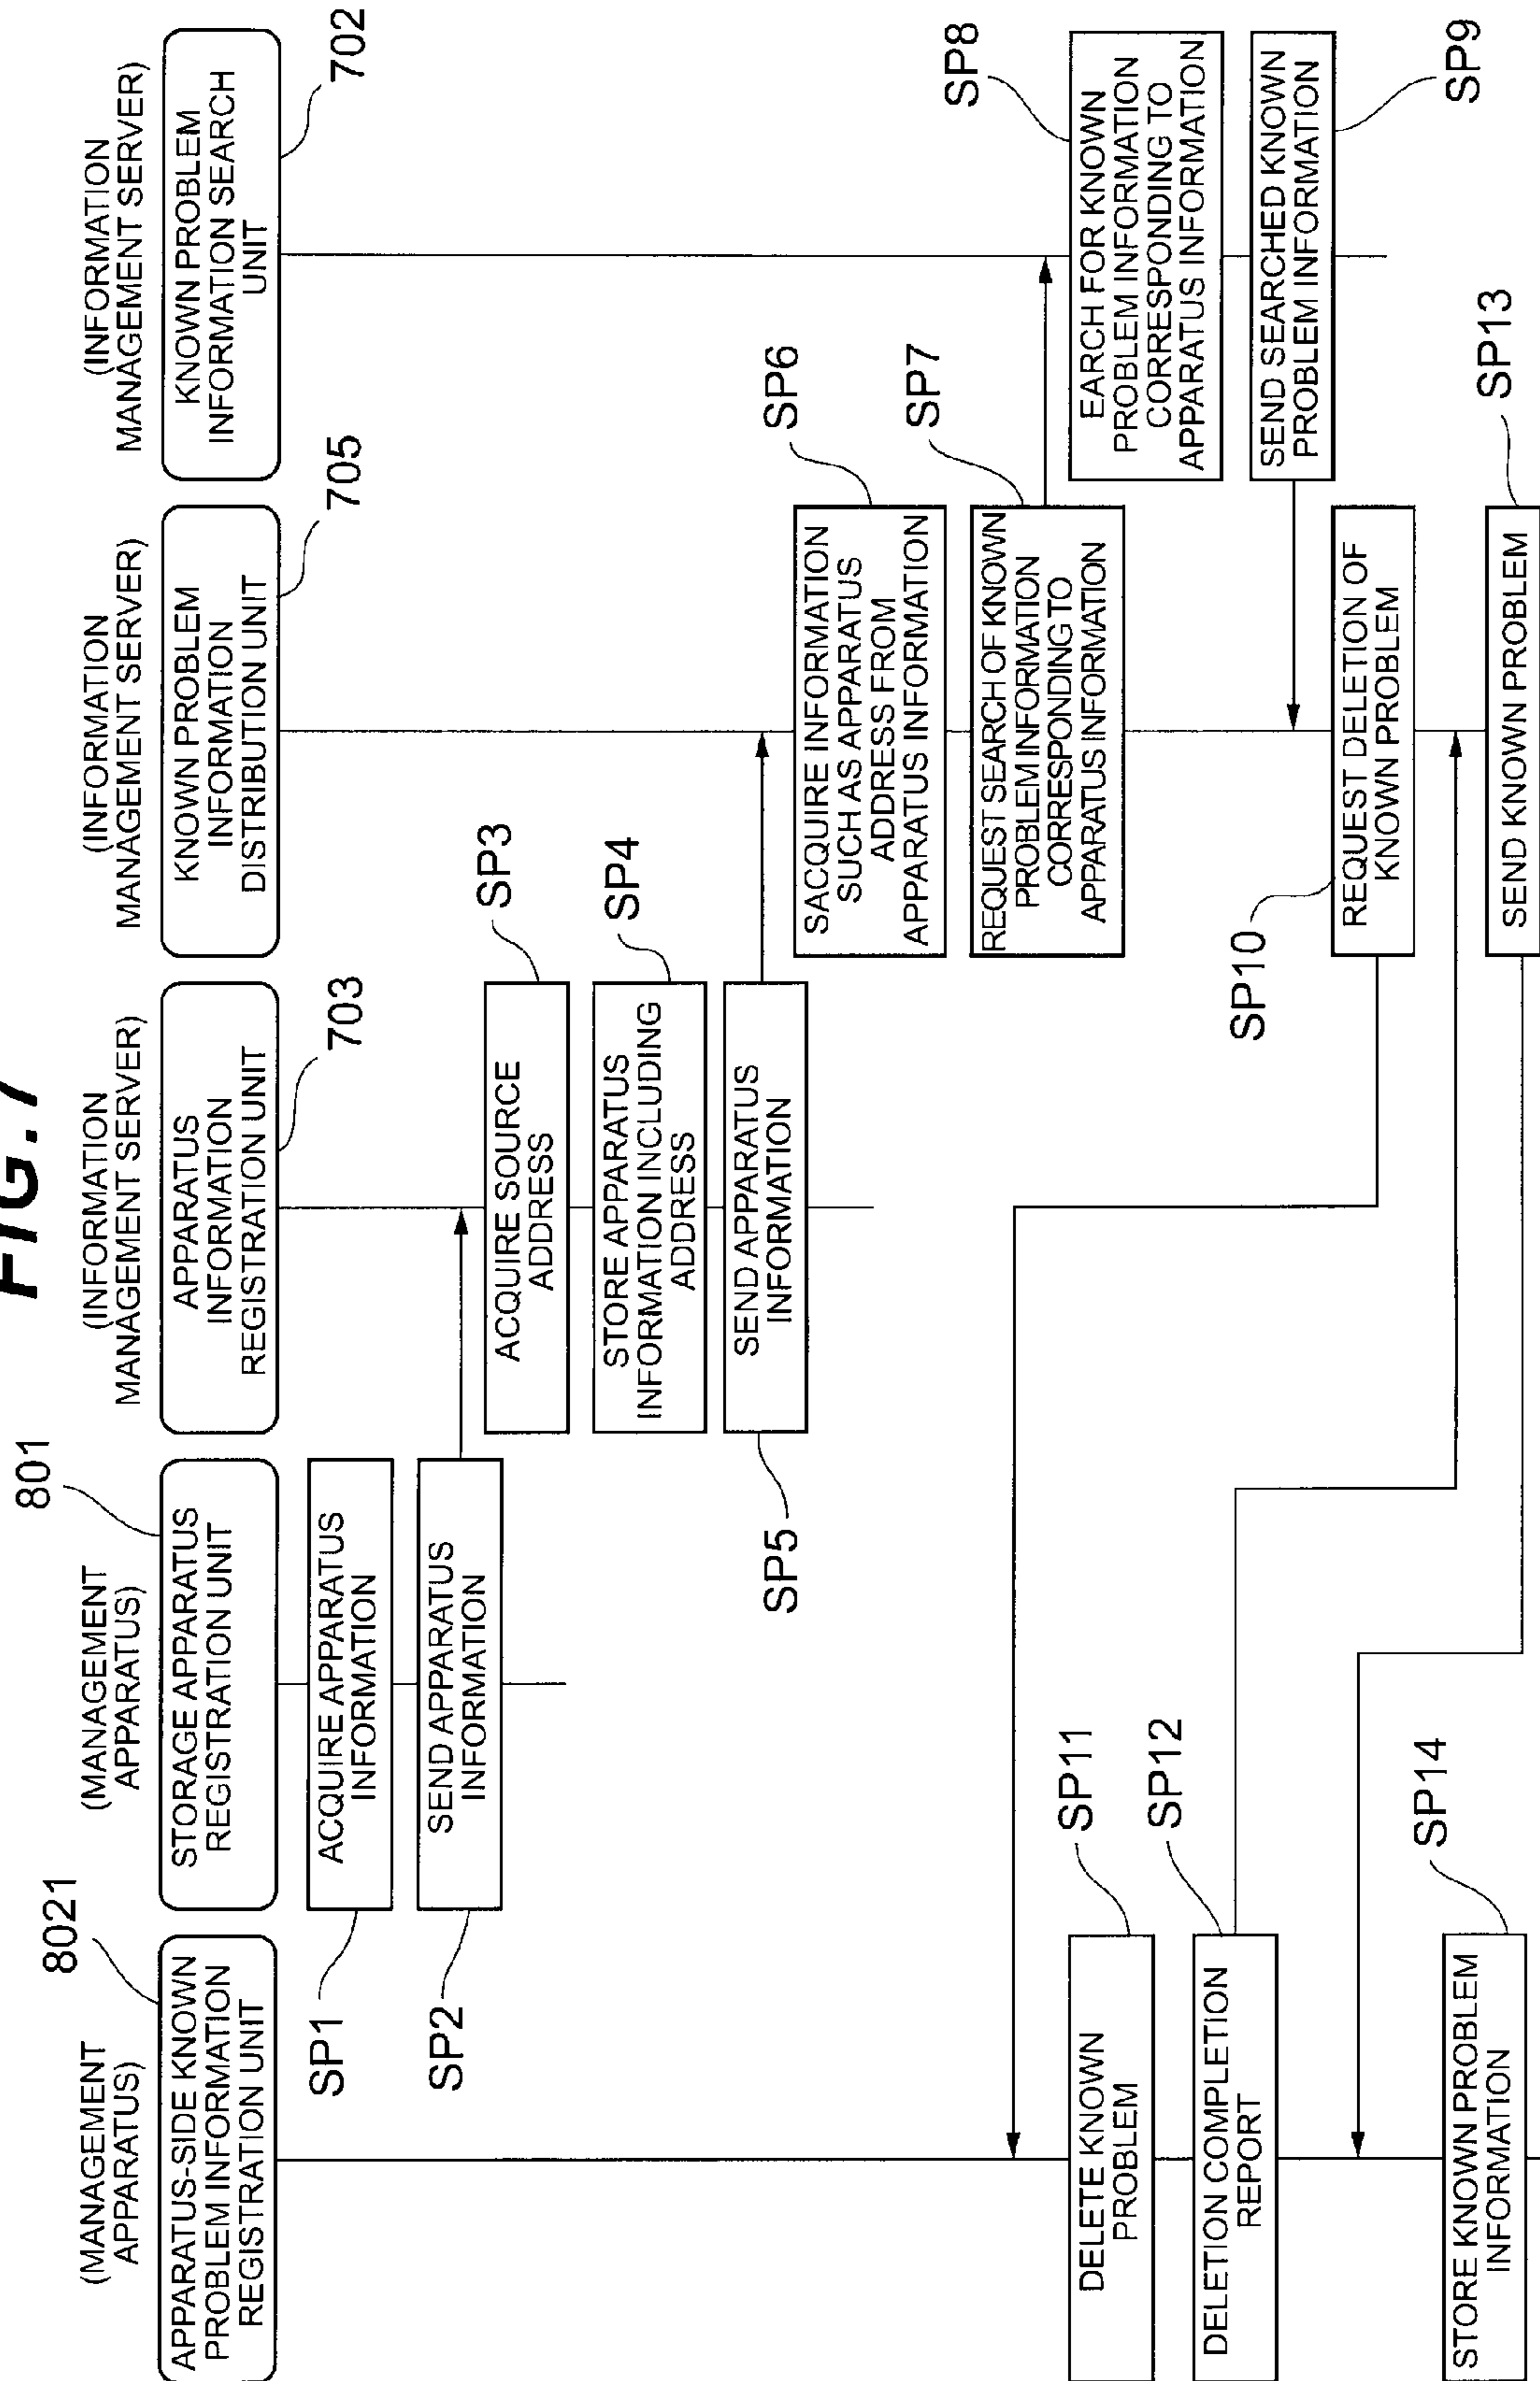 FIG. 7
(MANAGEMENT
APPARATUS)
8021
APPARATUS-SIDE KNOWN
PROBLEM INFORMATION
REGISTRATION UNIT
(MANAGEMENT
APPARATUS)
801
STORAGE APPARATUS
REGISTRATION UNIT
(INFORMATION
MANAGEMENT SERVER)
APPARATUS
INFORMATION
REGISTRATION UNIT
703
(INFORMATION
MANAGEMENT SERVER)
KNOWN PROBLEM
INFORMATION
DISTRIBUTION UNIT
705
(INFORMATION
MANAGEMENT SERVER)
KNOWN PROBLEM
INFORMATION SEARCH
UNIT
702
SP1
ACQUIRE APPARATUS
INFORMATION
SP2
SEND APPARATUS
INFORMATION
SP3
ACQUIRE SOURCE
ADDRESS
SP4
STORE APPARATUS
INFORMATION INCLUDING
ADDRESS
SP5
SEND APPARATUS
INFORMATION
SP6
SACQUIRE INFORMATION
SUCH AS APPARATUS
ADDRESS FROM
APPARATUS INFORMATION
SP7
REQUEST SEARCH OF KNOWN
PROBLEM INFORMATION
CORRESPONDING TO
APPARATUS INFORMATION
SP8
EARCH FOR KNOWN
PROBLEM INFORMATION
CORRESPONDING TO
APPARATUS INFORMATION
SP9
SEND SEARCHED KNOWN
PROBLEM INFORMATION
SP10
REQUEST DELETION OF
KNOWN PROBLEM
SP11
DELETE KNOWN
PROBLEM
SP12
DELETION COMPLETION
REPORT
SP13
SEND KNOWN PROBLEM
SP14
STORE KNOWN PROBLEM
INFORMATION